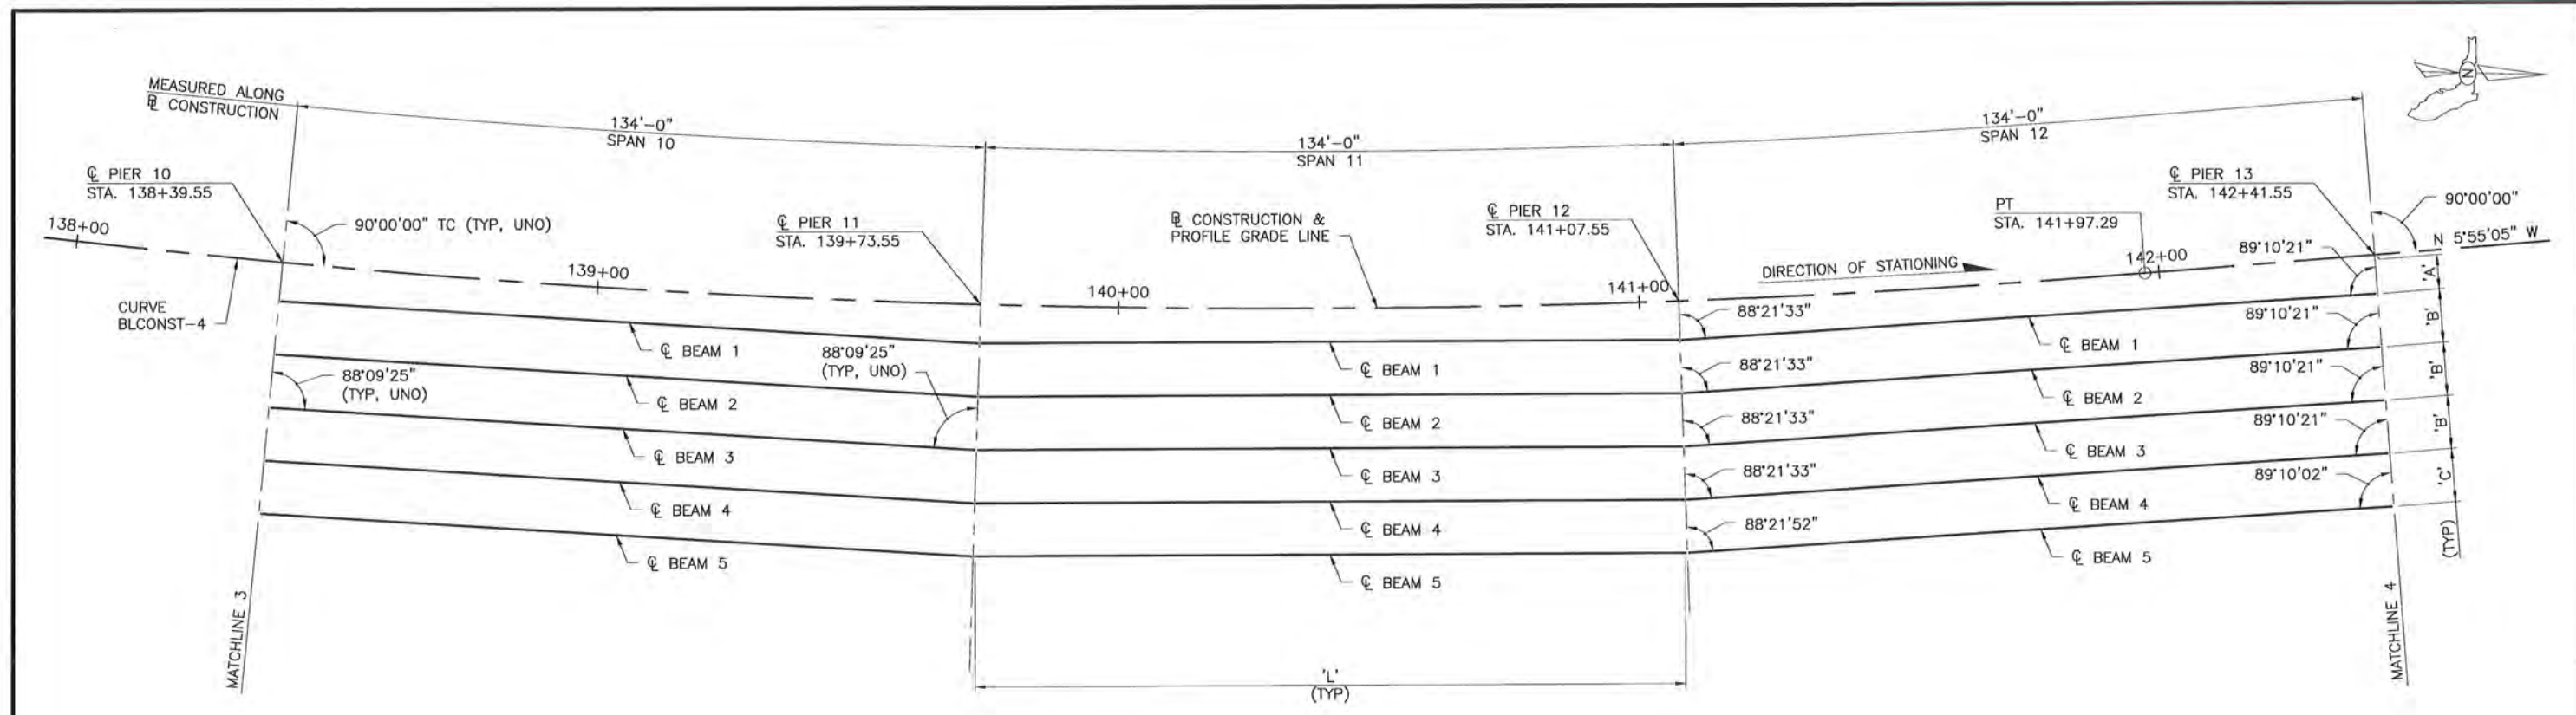 MEASURED ALONG
℄ CONSTRUCTION
134'-0"
SPAN 10
134'-0"
SPAN 11
134'-0"
SPAN 12
N
℄ PIER 10
STA. 138+39.55
138+00
90°00'00" TC (TYP, UNO)
CURVE
BLCONST-4
139+00
℄ PIER 11
STA. 139+73.55
140+00
℄ CONSTRUCTION &
PROFILE GRADE LINE
℄ PIER 12
STA. 141+07.55
141+00
DIRECTION OF STATIONING
PT
STA. 141+97.29
142+00
℄ PIER 13
STA. 142+41.55
90°00'00"
N 5°55'05" W
88°09'25"
(TYP, UNO)
88°09'25"
(TYP, UNO)
88°21'33"
88°21'33"
88°21'33"
88°21'33"
88°21'52"
89°10'21"
89°10'21"
89°10'21"
89°10'21"
89°10'02"
℄ BEAM 1
℄ BEAM 2
℄ BEAM 3
℄ BEAM 4
℄ BEAM 5
℄ BEAM 1
℄ BEAM 2
℄ BEAM 3
℄ BEAM 4
℄ BEAM 5
℄ BEAM 1
℄ BEAM 2
℄ BEAM 3
℄ BEAM 4
℄ BEAM 5
'A'
'B'
'B'
'B'
'C'
(TYP)
'L'
(TYP)
MATCHLINE 3
MATCHLINE 4